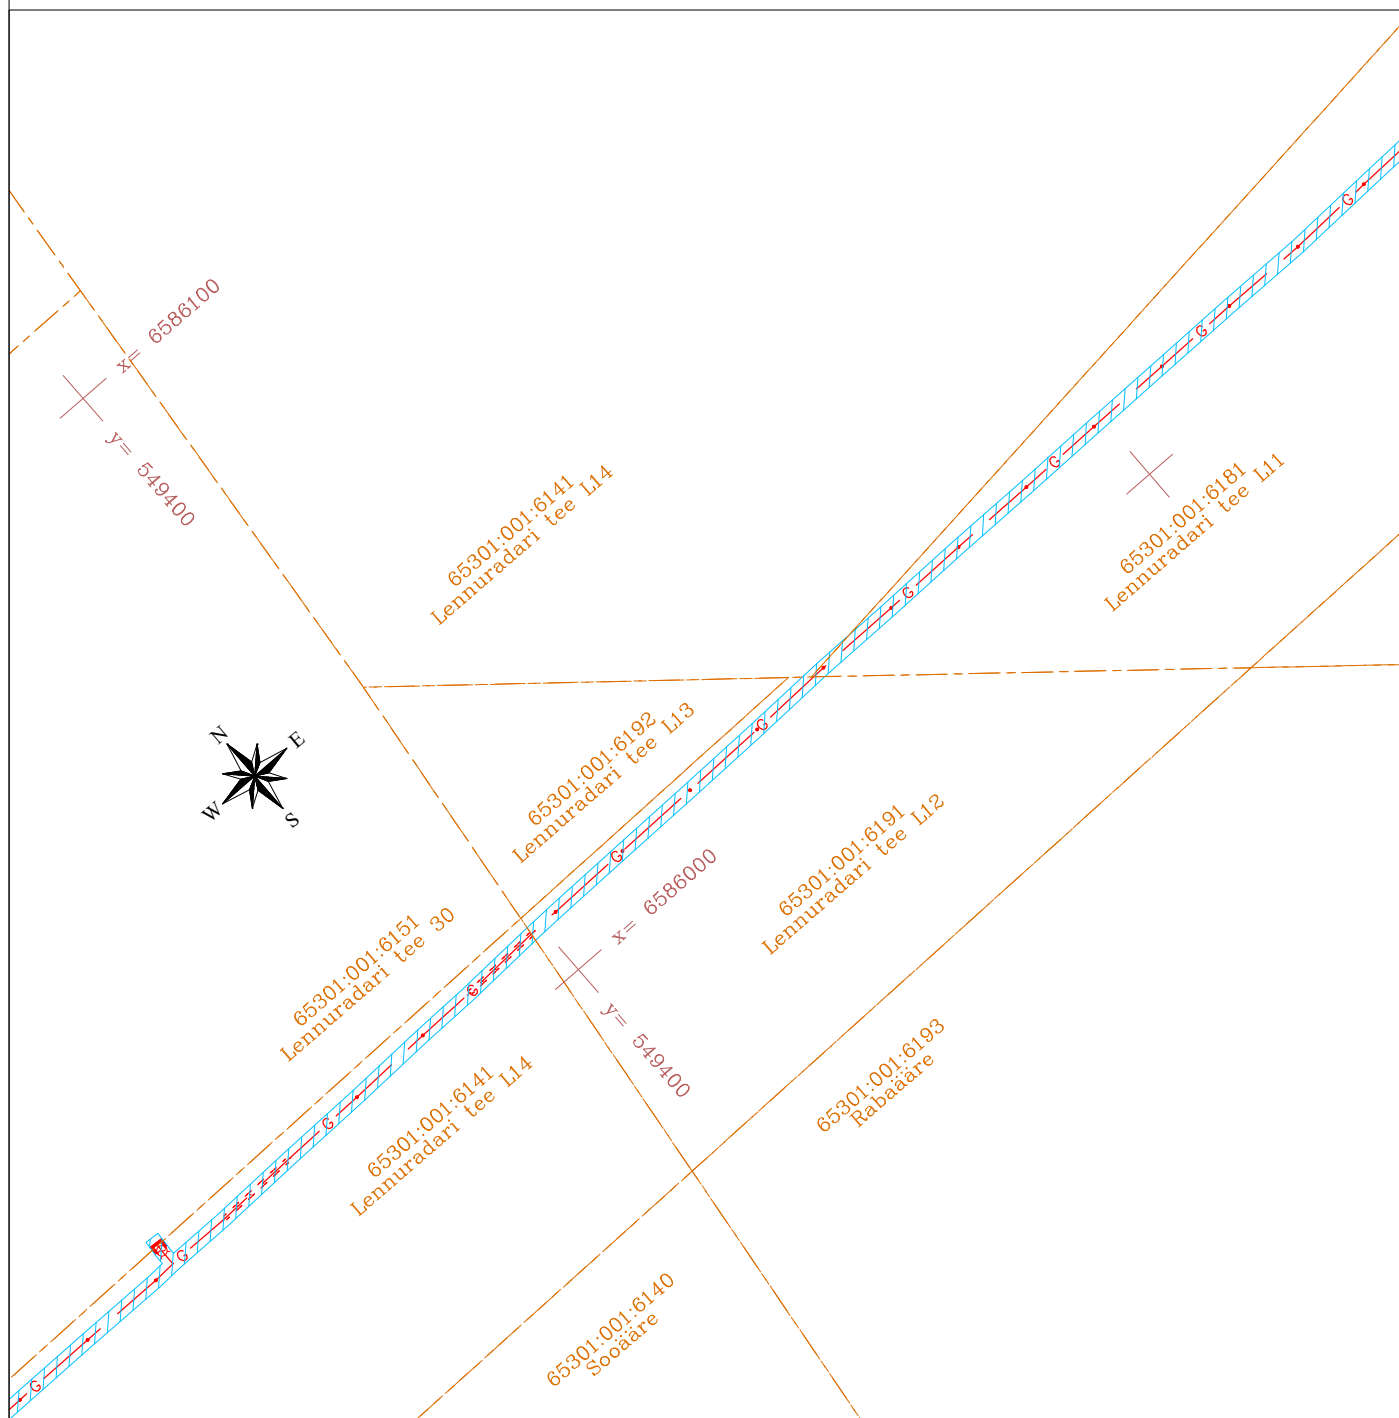 x= 6586100
y= 549400
65301:001:6141
Lennuradari tee L14
65301:001:6181
Lennuradari tee L11
65301:001:6192
Lennuradari tee L13
N
E
W
S
65301:001:6191
Lennuradari tee L12
x= 6586000
y= 549400
65301:001:6151
Lennuradari tee 30
65301:001:6141
Lennuradari tee L14
65301:001:6193
Rabaääre
65301:001:6140
Sooääre
G
G
G
G
G
G
G
G
G
G